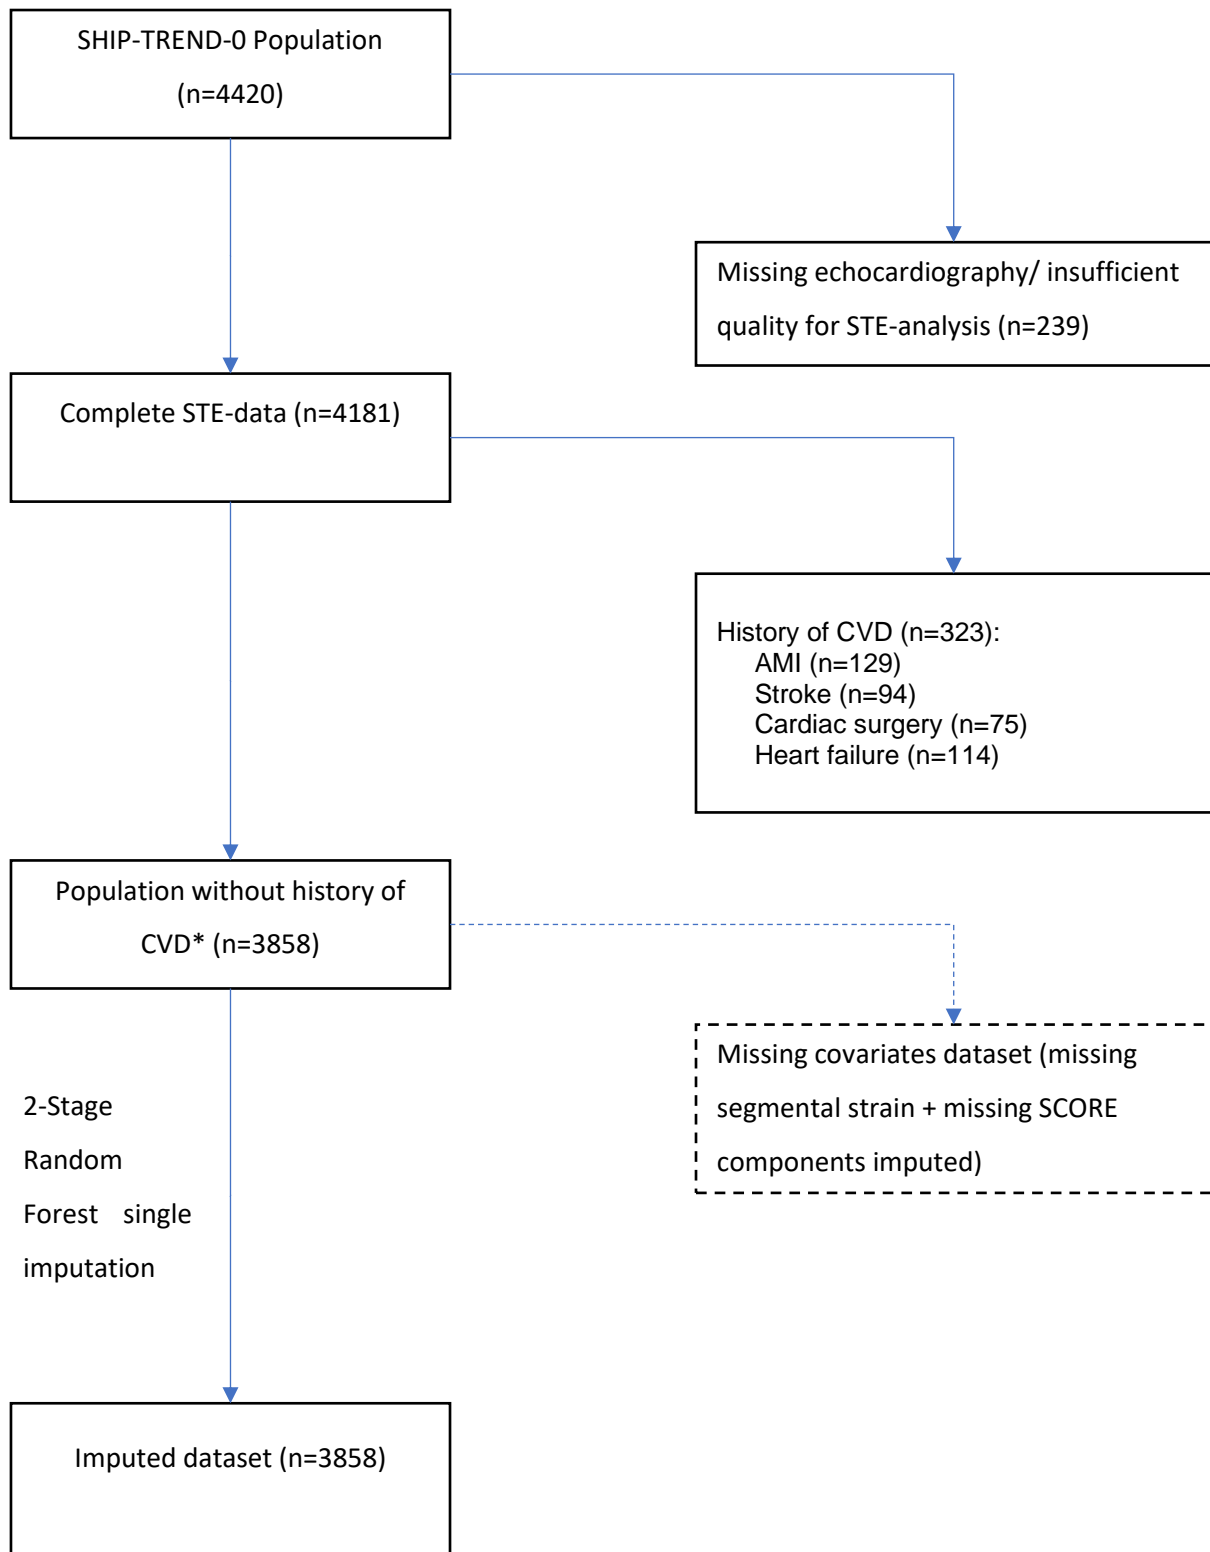 SHIP-TREND-0 Population
(n=4420)
Missing echocardiography/ insufficient
quality for STE-analysis (n=239)
Complete STE-data (n=4181)
History of CVD (n=323):
AMI (n=129)
Stroke (n=94)
Cardiac surgery (n=75)
Heart failure (n=114)
Population without history of
CVD* (n=3858)
Missing covariates dataset (missing
segmental strain + missing SCORE
components imputed)
2-Stage
Random
Forest single
imputation
Imputed dataset (n=3858)